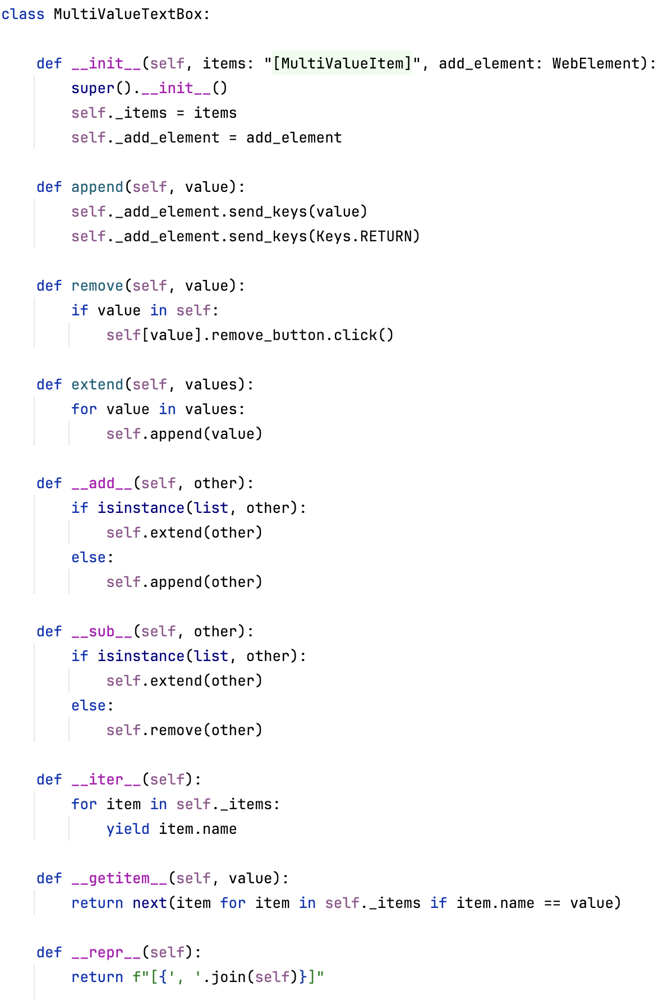 class MultiValueTextBox:

    def __init__(self, items: "[MultiValueItem]", add_element: WebElement):
        super().__init__()
        self._items = items
        self._add_element = add_element

    def append(self, value):
        self._add_element.send_keys(value)
        self._add_element.send_keys(Keys.RETURN)

    def remove(self, value):
        if value in self:
            self[value].remove_button.click()

    def extend(self, values):
        for value in values:
            self.append(value)

    def __add__(self, other):
        if isinstance(list, other):
            self.extend(other)
        else:
            self.append(other)

    def __sub__(self, other):
        if isinstance(list, other):
            self.extend(other)
        else:
            self.remove(other)

    def __iter__(self):
        for item in self._items:
            yield item.name

    def __getitem__(self, value):
        return next(item for item in self._items if item.name == value)

    def __repr__(self):
        return f"[{', '.join(self)}]"